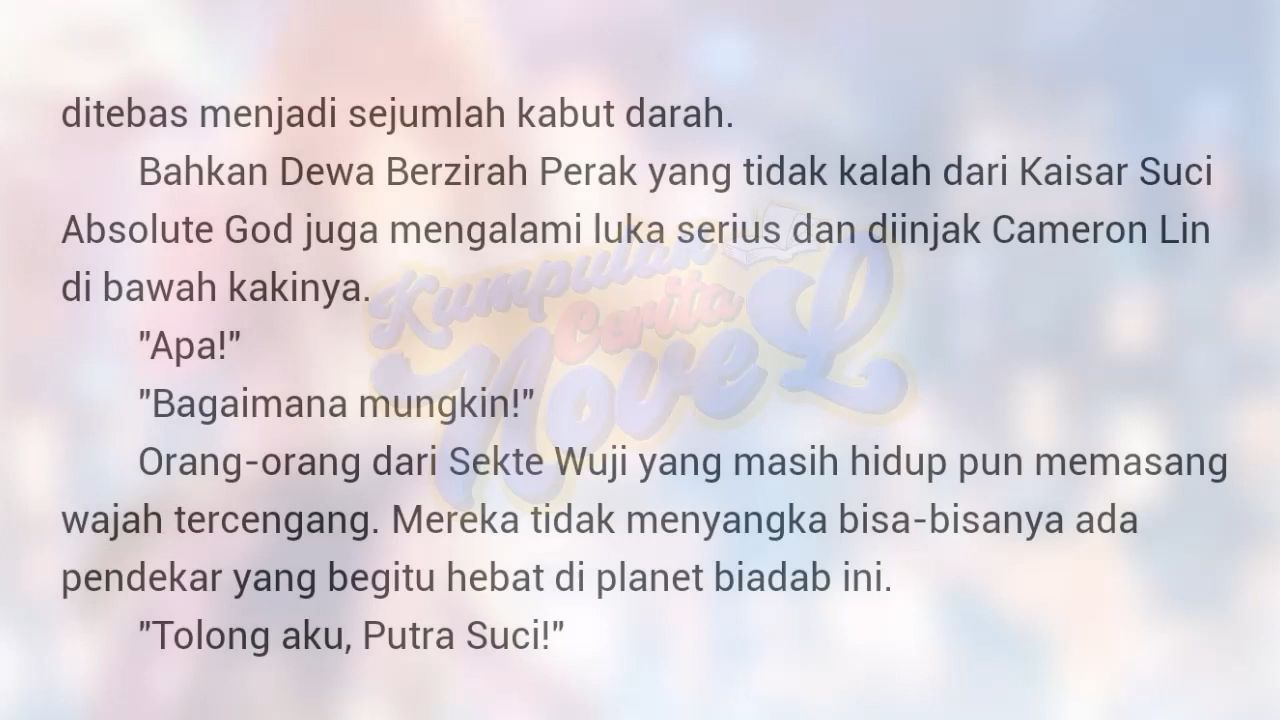 ditebas menjadi sejumlah kabut darah.
Bahkan Dewa Berzirah Perak yang tidak kalah dari Kaisar Suci
Absolute God juga mengalami luka serius dan diinjak Cameron Lin
di bawah kakinya.
"Apa!"
"Bagaimana mungkin!"
Orang-orang dari Sekte Wuji yang masih hidup pun memasang
wajah tercengang. Mereka tidak menyangka bisa-bisanya ada
pendekar yang begitu hebat di planet biadab ini.
"Tolong aku, Putra Suci!"
Kumpulan
Cerita
NoveL